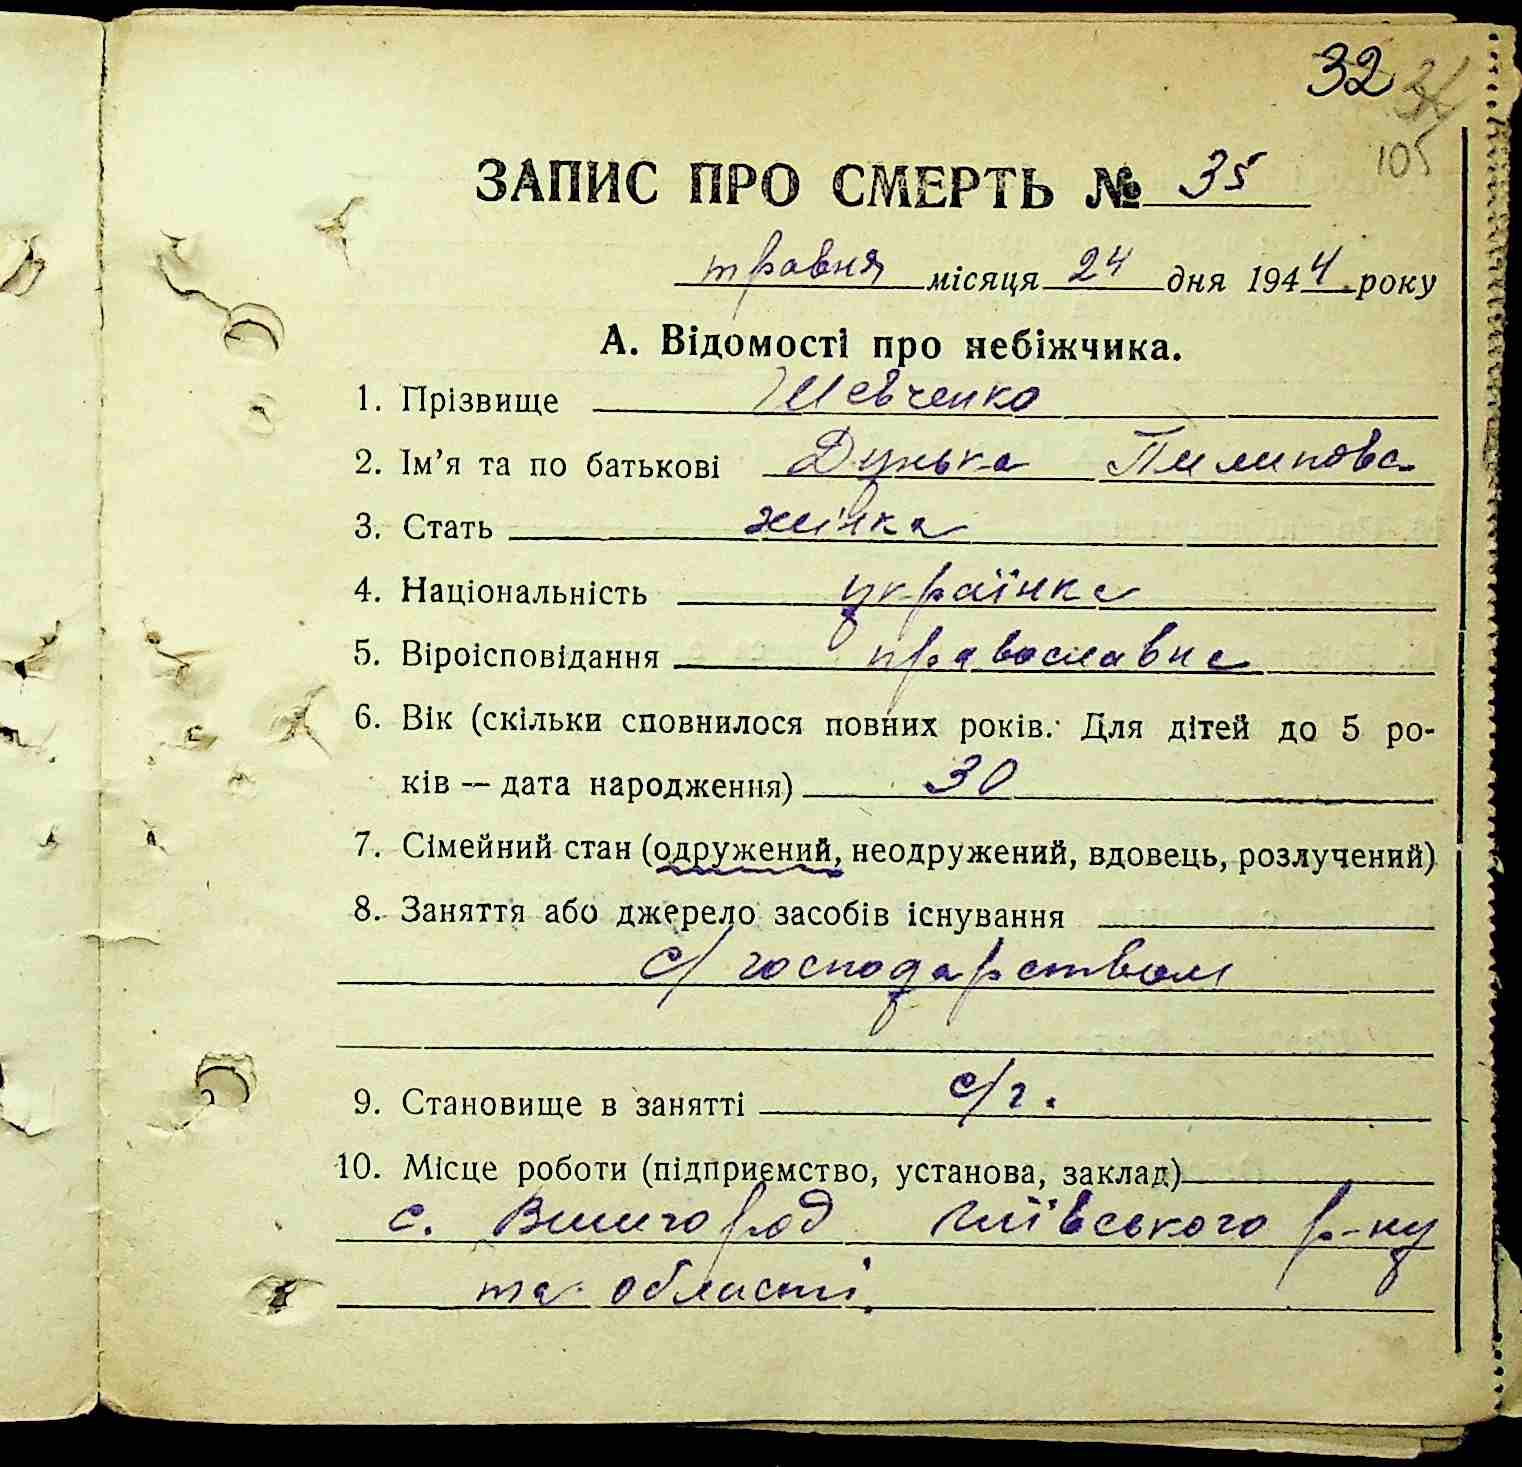 32
105
ЗАПИС ПРО СМЕРТЬ № 35
травня місяця 24 дня 1944 року
А. Відомості про небіжчика.
1. Прізвище Шевченко
2. Ім’я та по батькові Дунька Пилипова
3. Стать жінка
4. Національність українка
5. Віроісповідання православна
6. Вік (скільки сповнилося повних років. Для дітей до 5 ро-
ків — дата народження) 30
7. Сімейний стан (одружений, неодружений, вдовець, розлучений)
8. Заняття або джерело засобів існування
с/господарством
9. Становище в занятті с/г.
10. Місце роботи (підприємство, установа, заклад)
с. Вишгород Київського р-ну
та області.